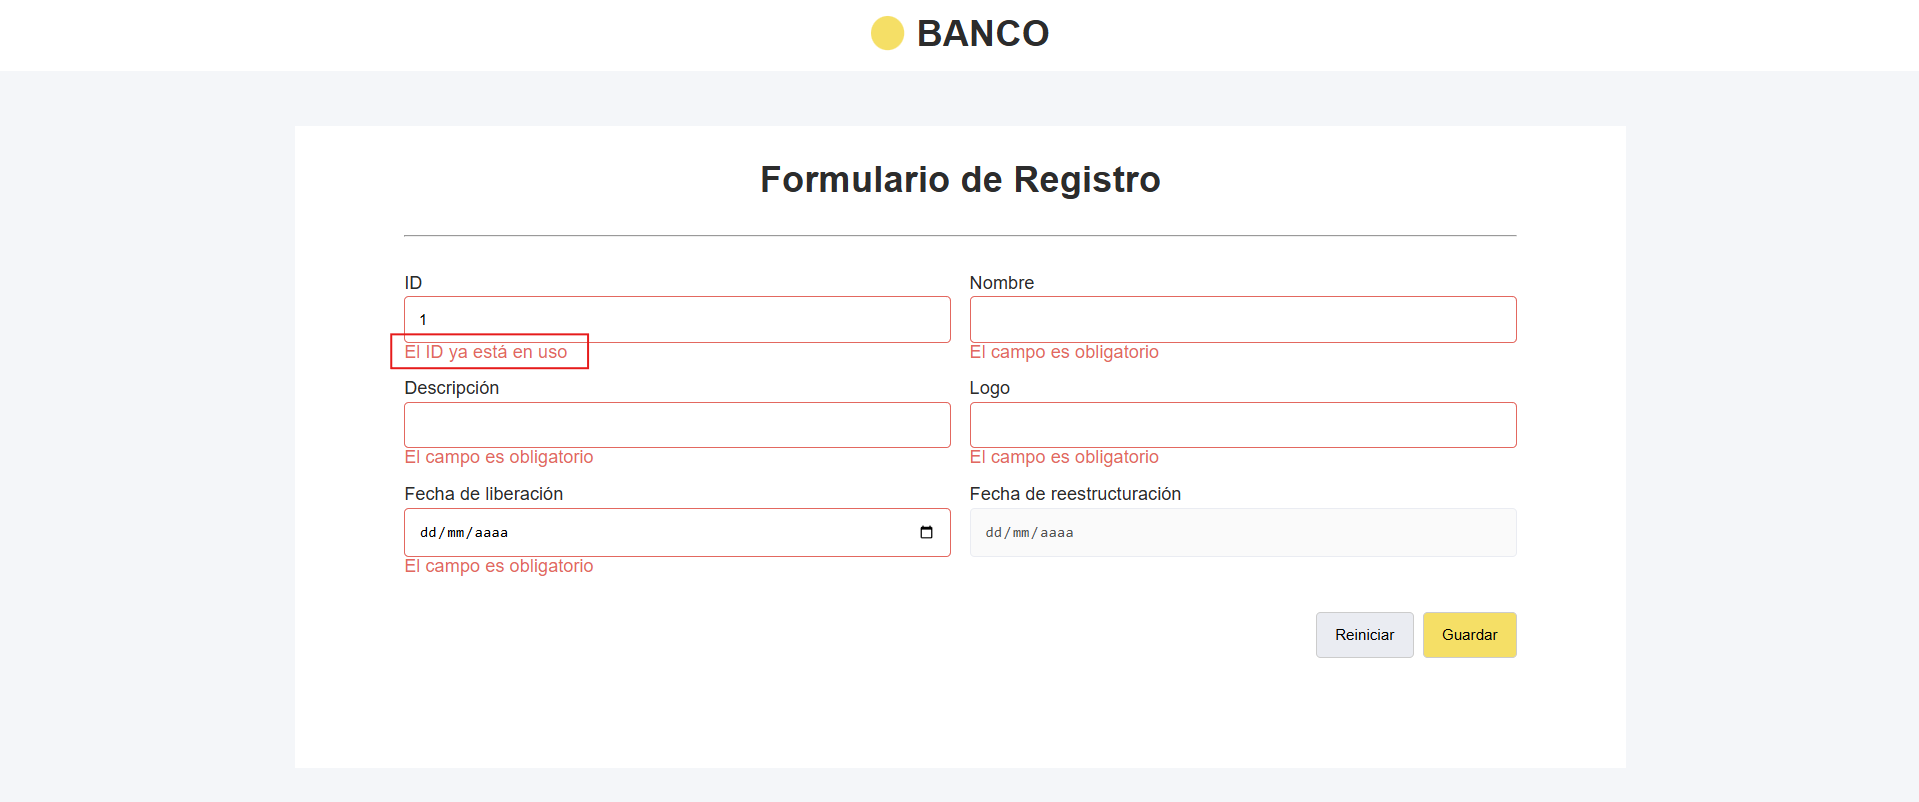 BANCO
Formulario de Registro
ID
Nombre
1
El ID ya está en uso
El campo es obligatorio
Descripción
Logo
El campo es obligatorio
El campo es obligatorio
Fecha de liberación
Fecha de reestructuración
dd/mm/aaaa
dd/mm/aaaa
El campo es obligatorio
Reiniciar
Guardar